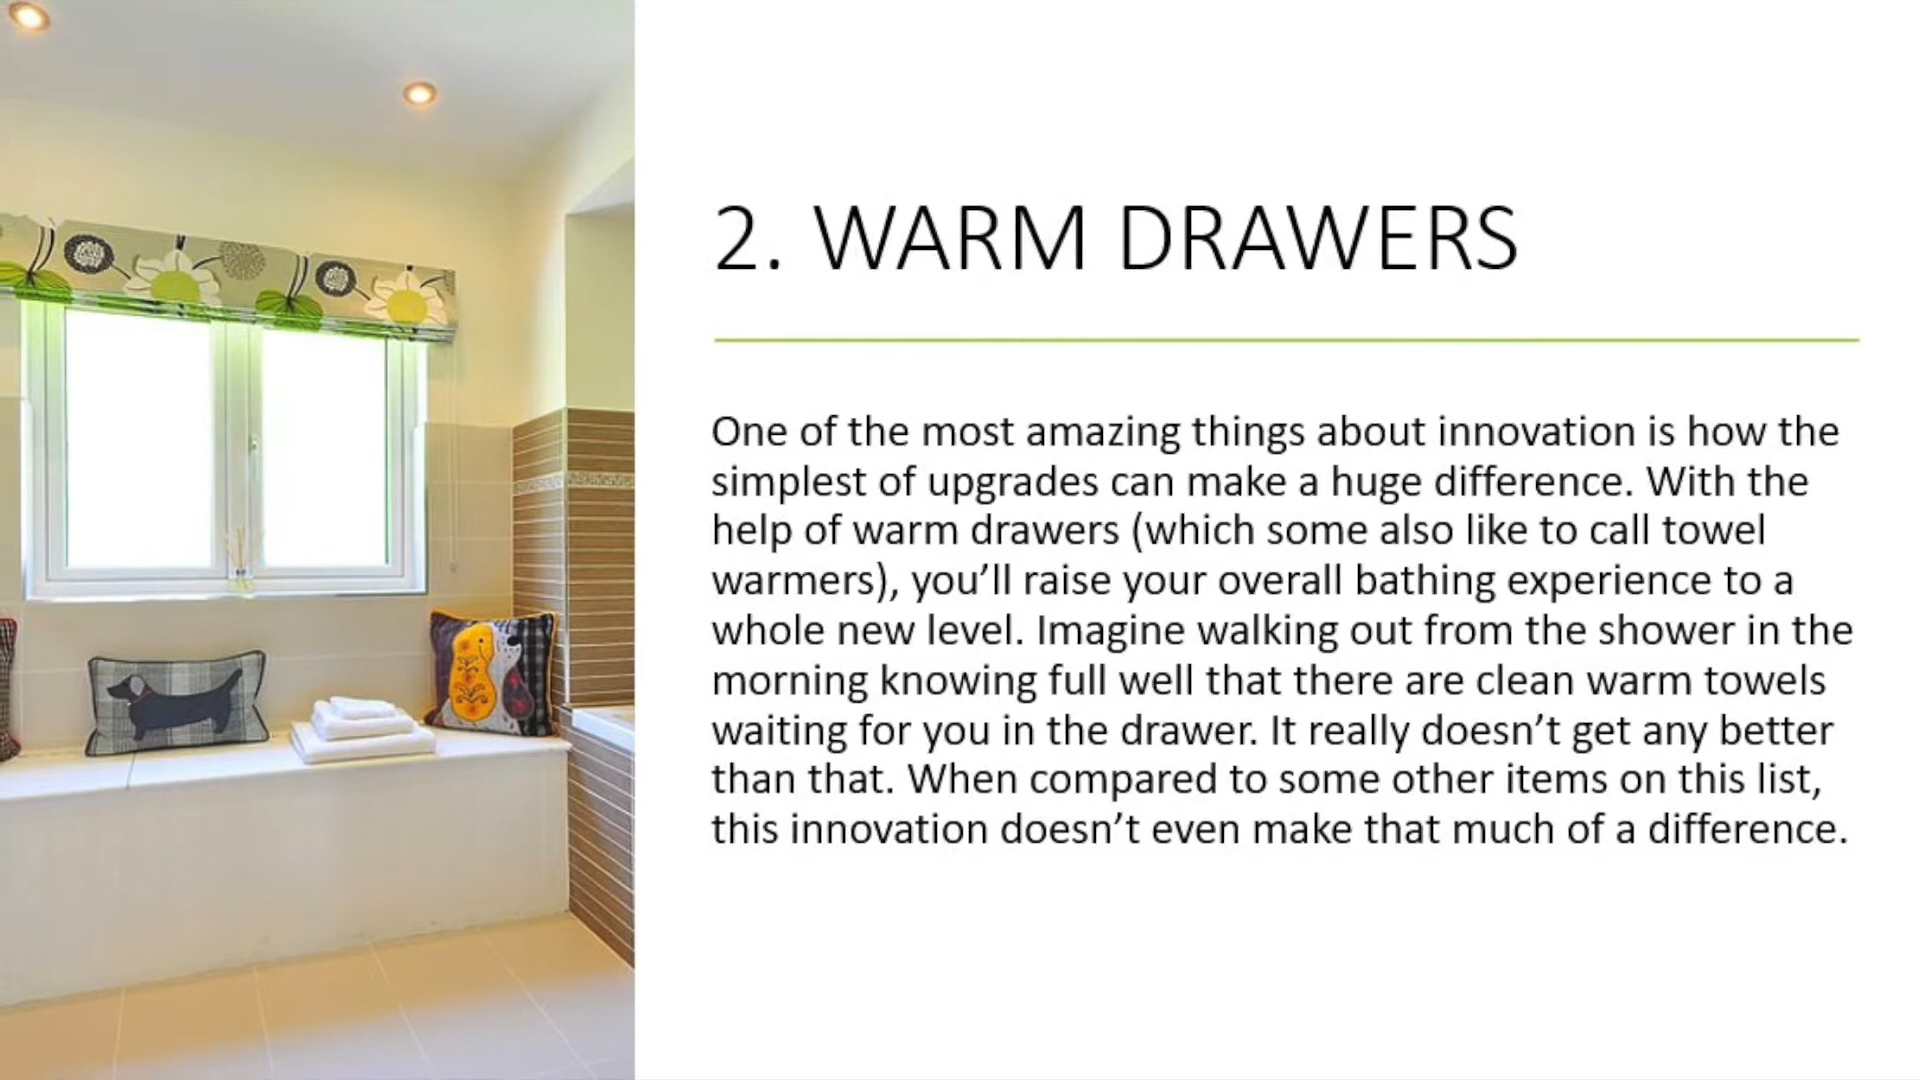 2. WARM DRAWERS
One of the most amazing things about innovation is how the
simplest of upgrades can make a huge difference. With the
help of warm drawers (which some also like to call towel
warmers), you’ll raise your overall bathing experience to a
whole new level. Imagine walking out from the shower in the
morning knowing full well that there are clean warm towels
waiting for you in the drawer. It really doesn’t get any better
than that. When compared to some other items on this list,
this innovation doesn’t even make that much of a difference.